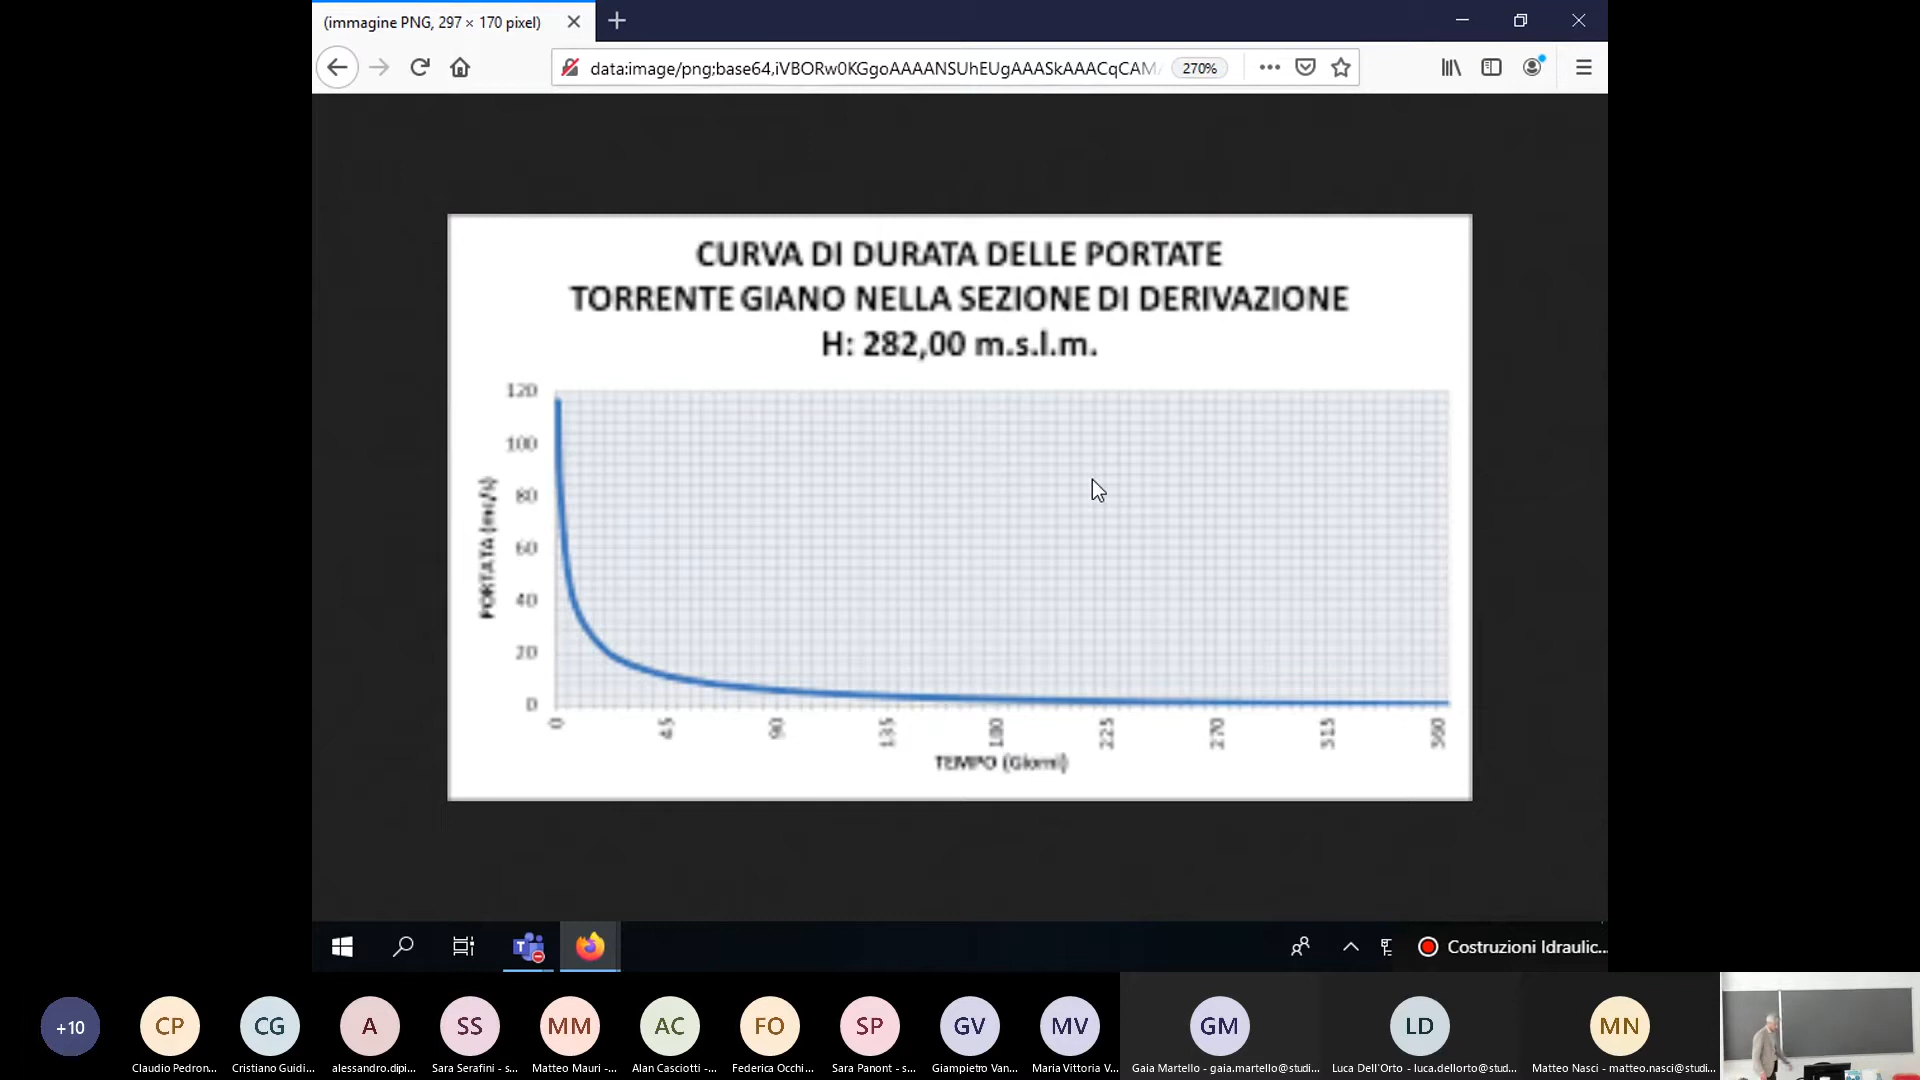 (immagine PNG, 297 × 170 pixel)
data:image/png;base64,iVBORw0KGgoAAAANSUhEUgAAASkAAACqCAM
270%
CURVA DI DURATA DELLE PORTATE
TORRENTE GIANO NELLA SEZIONE DI DERIVAZIONE
H: 282,00 m.s.l.m.
120
100
80
60
40
20
0
PORTATA (mc/s)
0 45 90 135 180 225 270 315 360
TEMPO (Giorni)
Costruzioni Idraulic...
+10 CP CG A SS MM AC FO SP GV MV GM LD MN
Claudio Pedron... Cristiano Guidi... alessandro.dipi... Sara Serafini - s... Matteo Mauri -... Alan Casciotti -... Federica Occhi... Sara Panont - s... Giampietro Van... Maria Vittoria V... Gaia Martello - gaia.martello@studi... Luca Dell'Orto - luca.dellorto@stud... Matteo Nasci - matteo.nasci@studi...